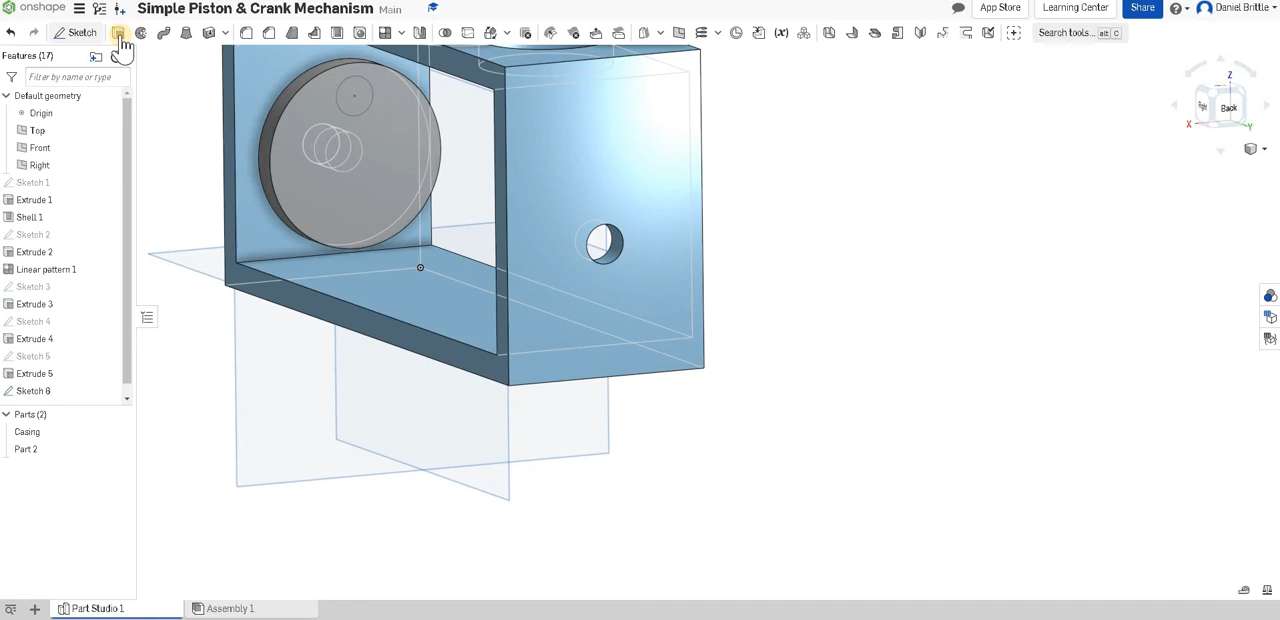 onshape Simple Piston & Crank Mechanism Main App Store Learning Center Share Daniel Brittle
Sketch Search tools... alt C
Features (17)
Filter by name or type
Default geometry
Origin
Top
Front
Right
Sketch 1
Extrude 1
Shell 1
Sketch 2
Extrude 2
Linear pattern 1
Sketch 3
Extrude 3
Sketch 4
Extrude 4
Sketch 5
Extrude 5
Sketch 6
Parts (2)
Casing
Part 2
Z
Right Back
X Y
Part Studio 1 Assembly 1